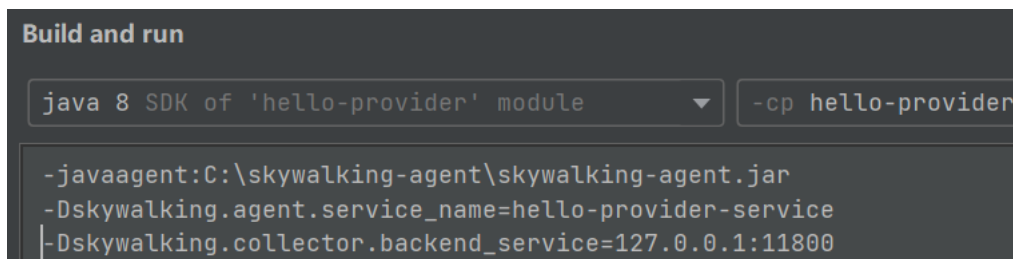 Build and run
java 8 SDK of 'hello-provider' module -cp hello-provider
-javaagent:C:\skywalking-agent\skywalking-agent.jar
-Dskywalking.agent.service_name=hello-provider-service
-Dskywalking.collector.backend_service=127.0.0.1:11800